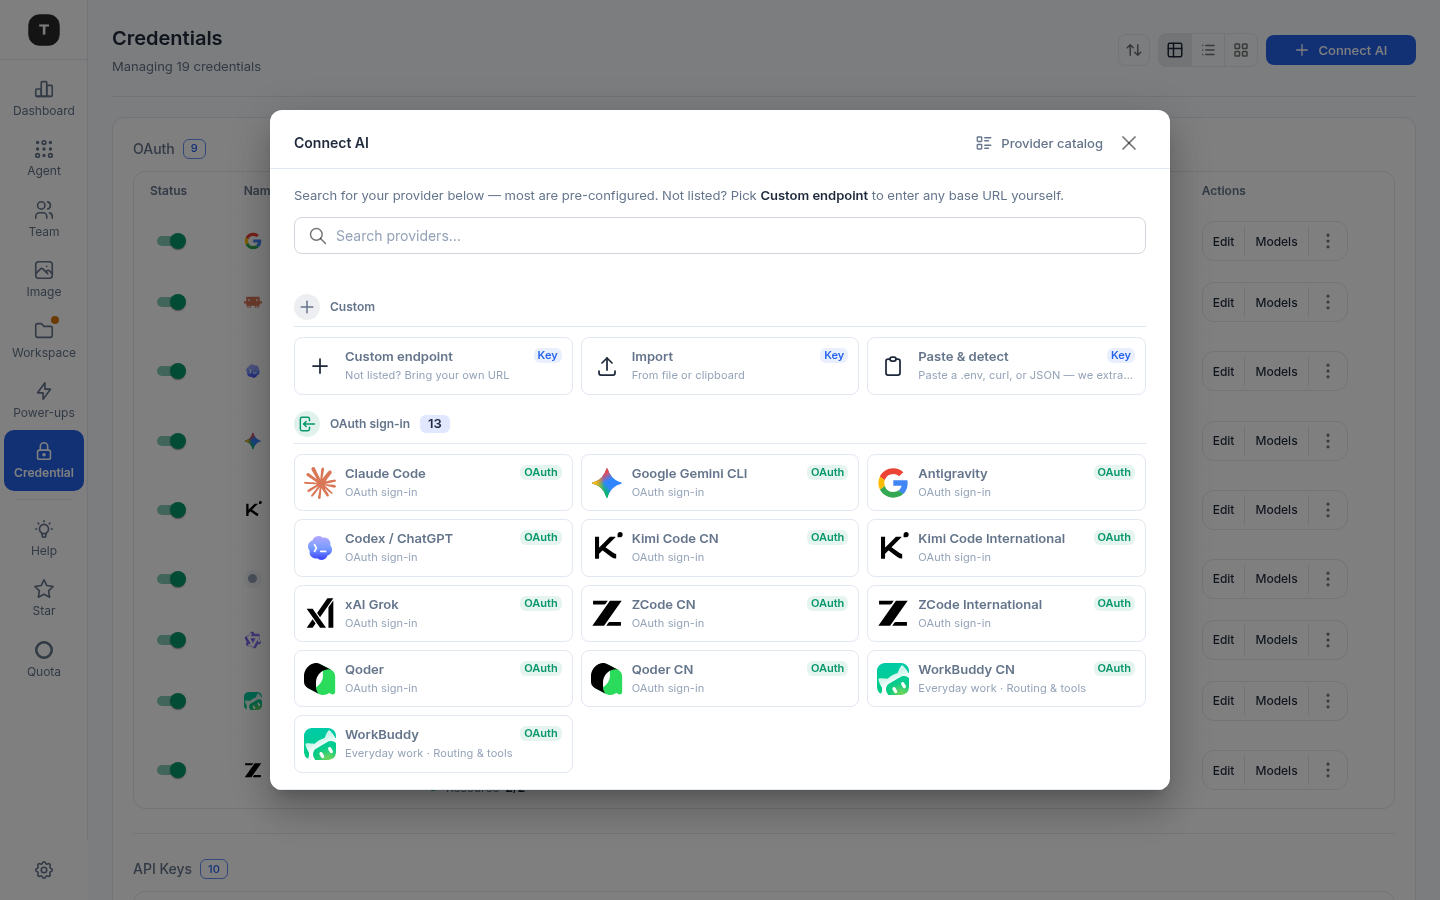 T
Credentials
Managing 19 credentials
Connect AI
Dashboard
Agent
Team
Image
Workspace
Power-ups
Credential
Help
Star
Quota
OAuth 9
Status
Actions
Edit Models
Edit Models
Edit Models
Edit Models
Edit Models
Edit Models
Edit Models
Edit Models
Edit Models
API Keys 10
Connect AI
Provider catalog
Search for your provider below — most are pre-configured. Not listed? Pick Custom endpoint to enter any base URL yourself.
Search providers...
Custom
Custom endpoint Key
Not listed? Bring your own URL
Import Key
From file or clipboard
Paste & detect Key
Paste a .env, curl, or JSON — we extra...
OAuth sign-in 13
Claude Code OAuth
OAuth sign-in
Google Gemini CLI OAuth
OAuth sign-in
Antigravity OAuth
OAuth sign-in
Codex / ChatGPT OAuth
OAuth sign-in
Kimi Code CN OAuth
OAuth sign-in
Kimi Code International OAuth
OAuth sign-in
xAI Grok OAuth
OAuth sign-in
ZCode CN OAuth
OAuth sign-in
ZCode International OAuth
OAuth sign-in
Qoder OAuth
OAuth sign-in
Qoder CN OAuth
OAuth sign-in
WorkBuddy CN OAuth
Everyday work · Routing & tools
WorkBuddy OAuth
Everyday work · Routing & tools